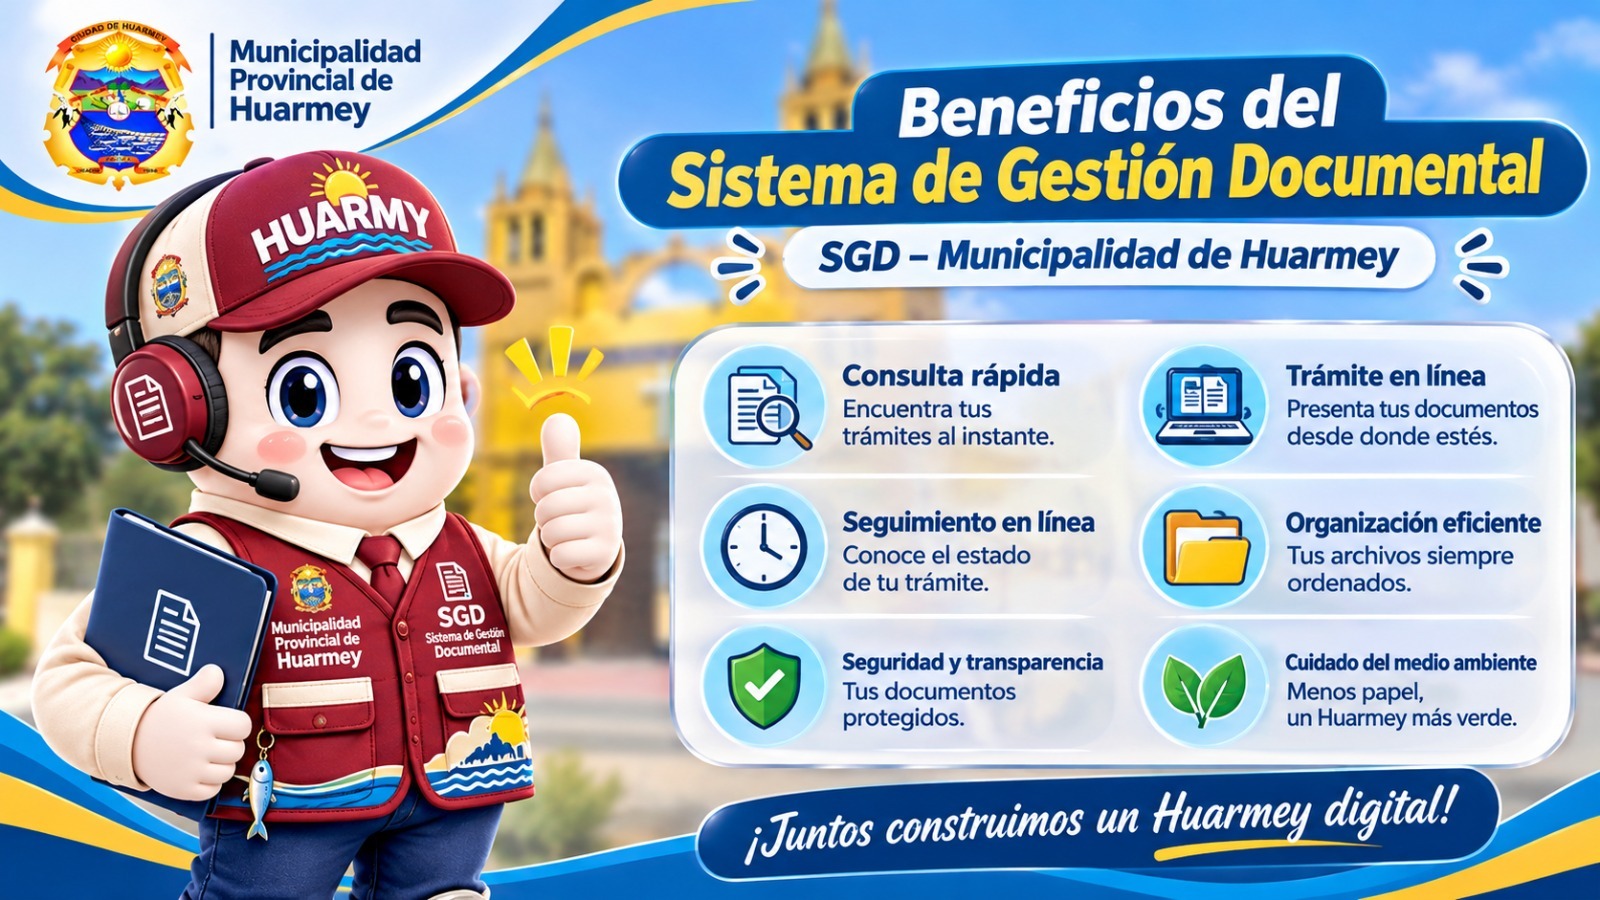 CIUDAD DE HUARMEY
Municipalidad
Provincial de
Huarmey
Beneficios del
Sistema de Gestión Documental
SGD – Municipalidad de Huarmey
HUARMY
Consulta rápida
Encuentra tus
trámites al instante.
Trámite en línea
Presenta tus documentos
desde donde estés.
Seguimiento en línea
Conoce el estado
de tu trámite.
Organización eficiente
Tus archivos siempre
ordenados.
Seguridad y transparencia
Tus documentos
protegidos.
Cuidado del medio ambiente
Menos papel,
un Huarmey más verde.
Municipalidad
Provincial de
Huarmey
SGD
Sistema de Gestión
Documental
¡Juntos construimos un Huarmey digital!